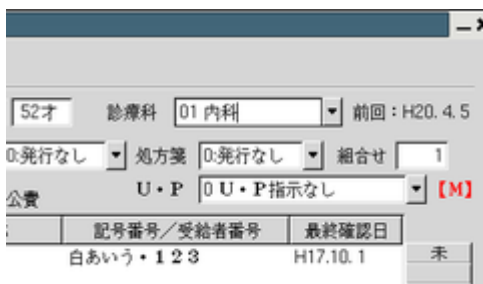 52才 診療科 01 内科 前回:H20. 4. 5
0:発行なし 処方箋 0:発行なし 組合せ 1
公費 U・P 0 U・P指示なし 【M】
記号番号/受給者番号 最終確認日 未
白あいう・123 H17.10. 1